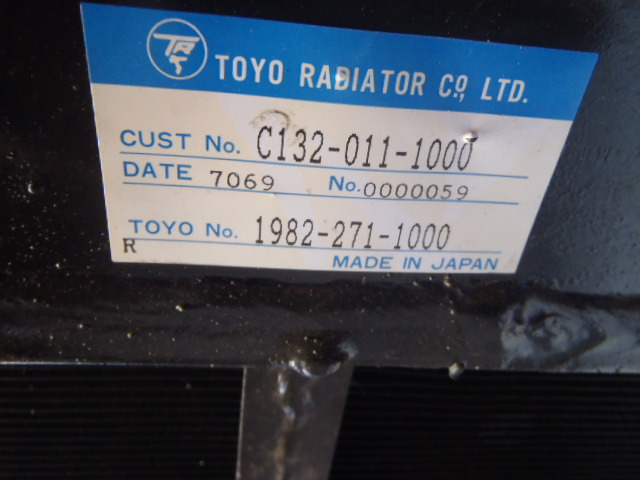 TR
TOYO RADIATOR CO., LTD.
CUST No. C132-011-1000
DATE 7069 No. 0000059
TOYO No. 1982-271-1000
R
MADE IN JAPAN